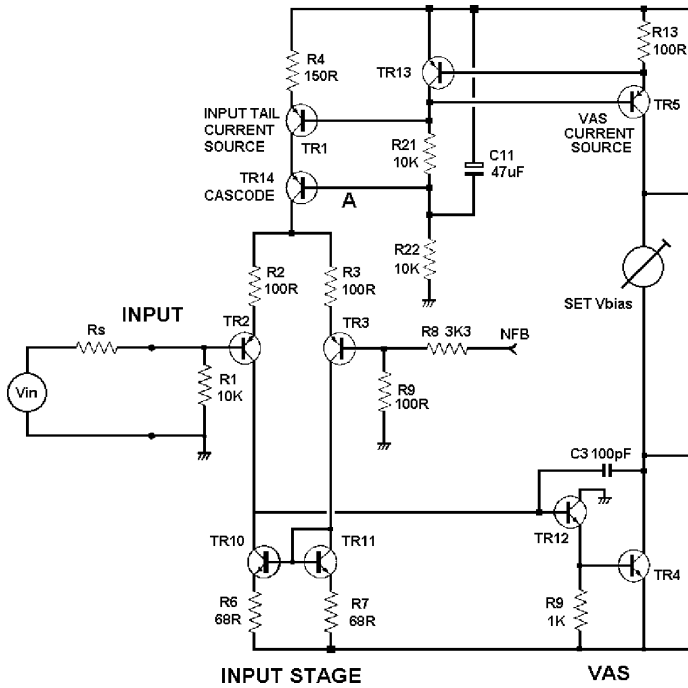 R4
150R
TR13
R13
100R
INPUT TAIL
CURRENT
SOURCE
TR1
R21
10K
C11
47uF
VAS
CURRENT
SOURCE
TR5
TR14
CASCODE
A
R22
10K
R2
100R
R3
100R
SET Vbias
INPUT
Rs
TR2
TR3
R8 3K3
NFB
Vin
R1
10K
R9
100R
C3 100pF
TR12
TR10
TR11
TR4
R6
68R
R7
68R
R9
1K
INPUT STAGE
VAS